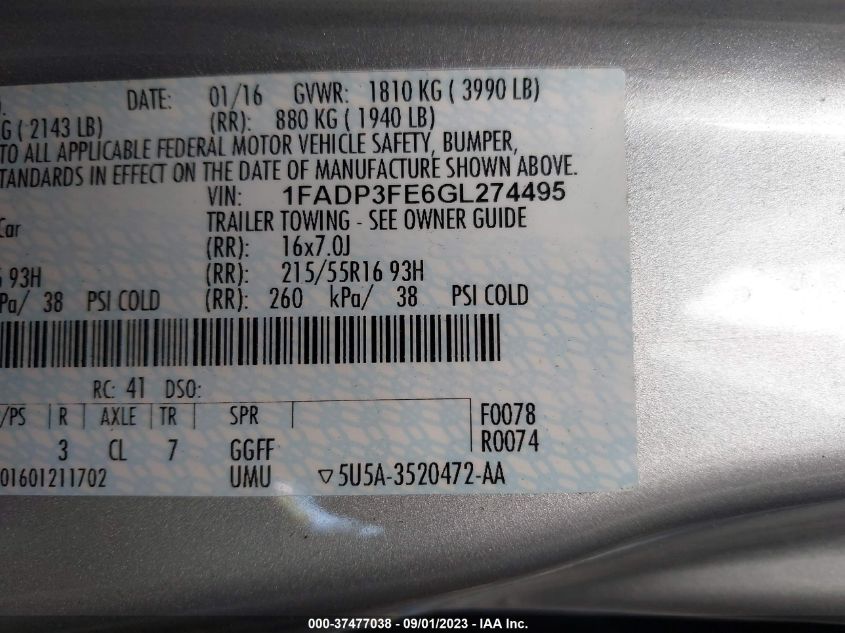 DATE: 01/16 GVWR: 1810 KG ( 3990 LB)
G ( 2143 LB) (RR): 880 KG ( 1940 LB)
TO ALL APPLICABLE FEDERAL MOTOR VEHICLE SAFETY, BUMPER,
TANDARDS IN EFFECT ON THE DATE OF MANUFACTURE SHOWN ABOVE.
VIN: 1FADP3FE6GL274495
Car TRAILER TOWING - SEE OWNER GUIDE
(RR): 16x7.0J
93H (RR): 215/55R16 93H
Pa/ 38 PSI COLD (RR): 260 kPa/ 38 PSI COLD
RC: 41 DSO:
/PS R AXLE TR SPR F0078
3 CL 7 GGFF R0074
01601211702 UMU ▽5U5A-3520472-AA
000-37477038 - 09/01/2023 - IAA Inc.